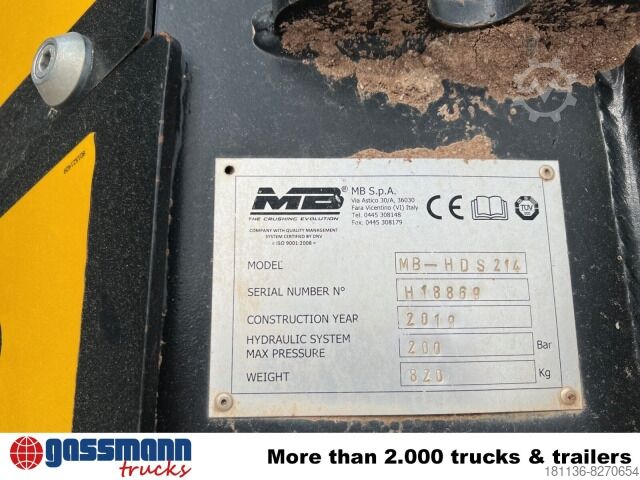 MB®
THE CRUSHING EVOLUTION
COMPANY WITH QUALITY MANAGEMENT
SYSTEM CERTIFIED BY DNV
= ISO 9001:2008 =
MB S.p.A.
Via Astico 30/A, 36030
Fara Vicentino (VI) Italy
Tel. 0445 308148
Fax. 0445 308179
CE
TÜV
MODEL MB-HDS214
SERIAL NUMBER N° H18869
CONSTRUCTION YEAR 2019
HYDRAULIC SYSTEM
MAX PRESSURE 200 Bar
WEIGHT 820 Kg
gassmann
trucks
More than 2.000 trucks & trailers
181136-8270654